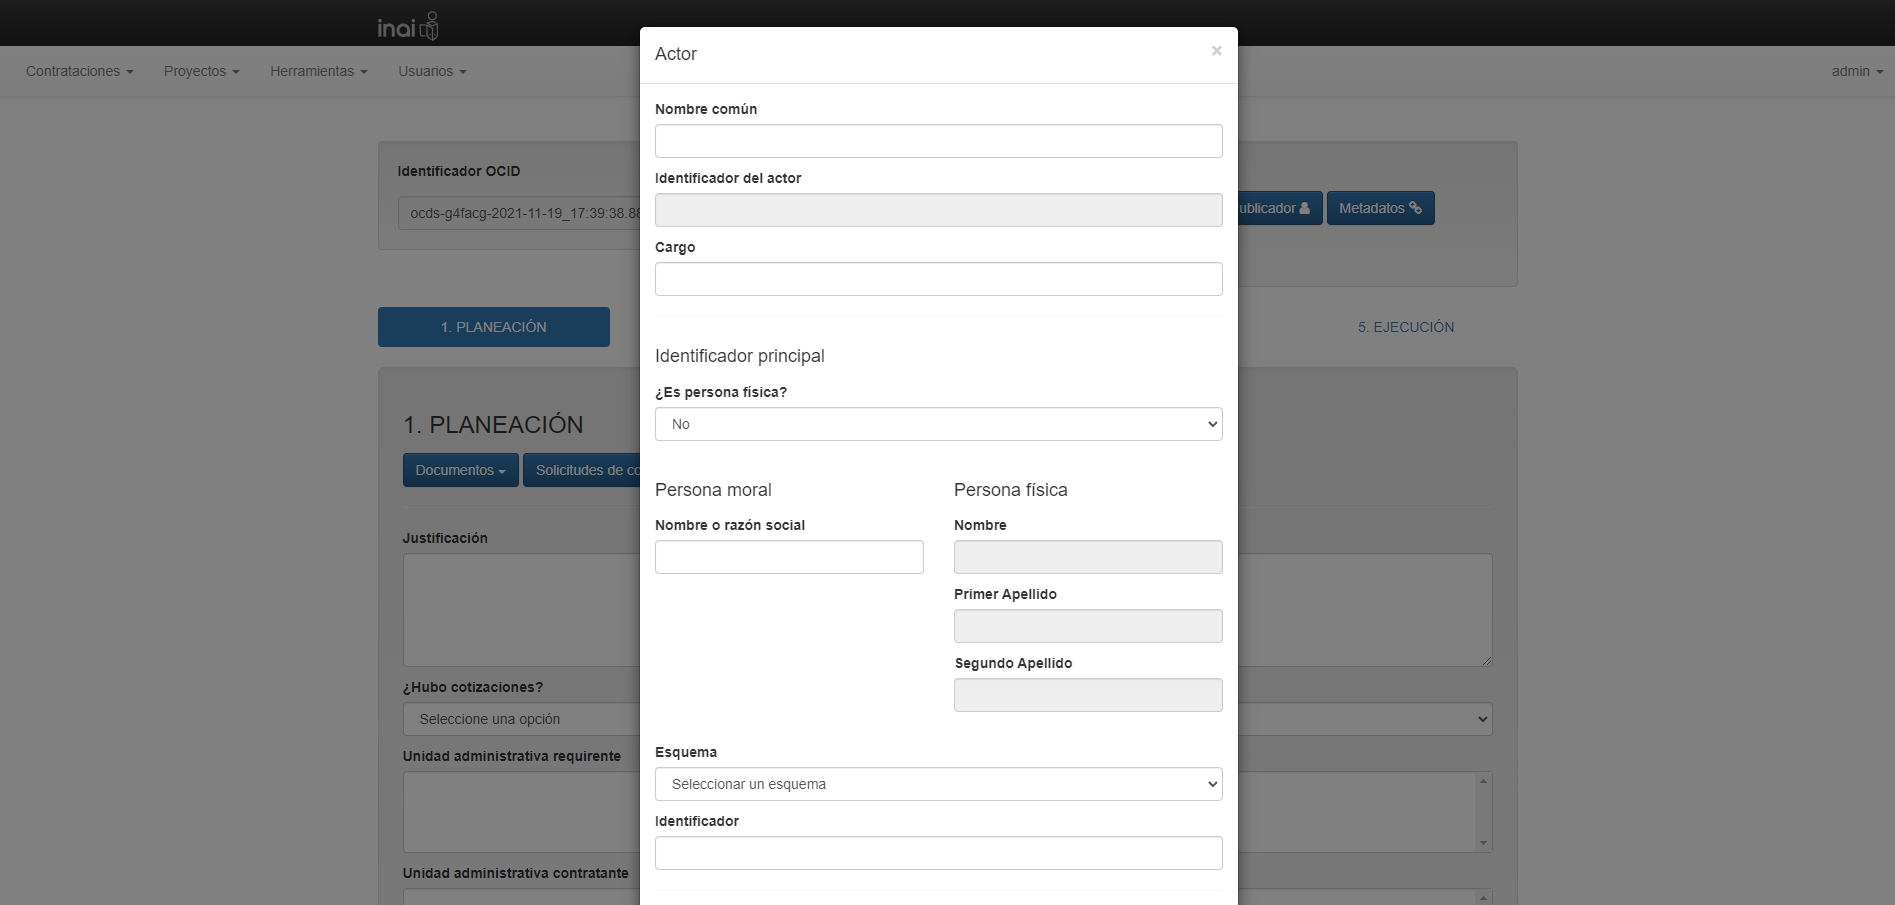 inai
Contrataciones Proyectos Herramientas Usuarios admin
Actor ×
Nombre común
Identificador del actor
Cargo
Identificador principal
¿Es persona física?
No
Persona moral Persona física
Nombre o razón social Nombre
Primer Apellido
Segundo Apellido
Esquema
Seleccionar un esquema
Identificador
Identificador OCID
ocds-g4facg-2021-11-19_17:39:38.88
ublicador Metadatos
1. PLANEACIÓN 5. EJECUCIÓN
1. PLANEACIÓN
Documentos Solicitudes de co
Justificación
¿Hubo cotizaciones?
Seleccione una opción
Unidad administrativa requirente
Unidad administrativa contratante